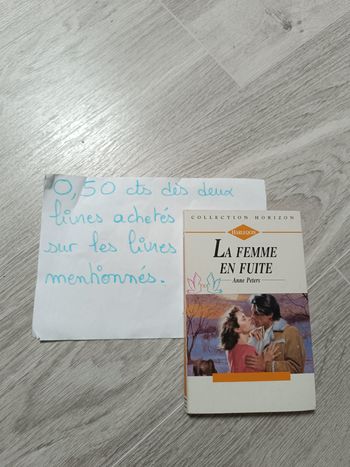 0,50 cts dès deux
livres achetés
sur les livres
mentionnés.
COLLECTION HORIZON
HARLEQUIN
LA FEMME
EN FUITE
Anne Peters